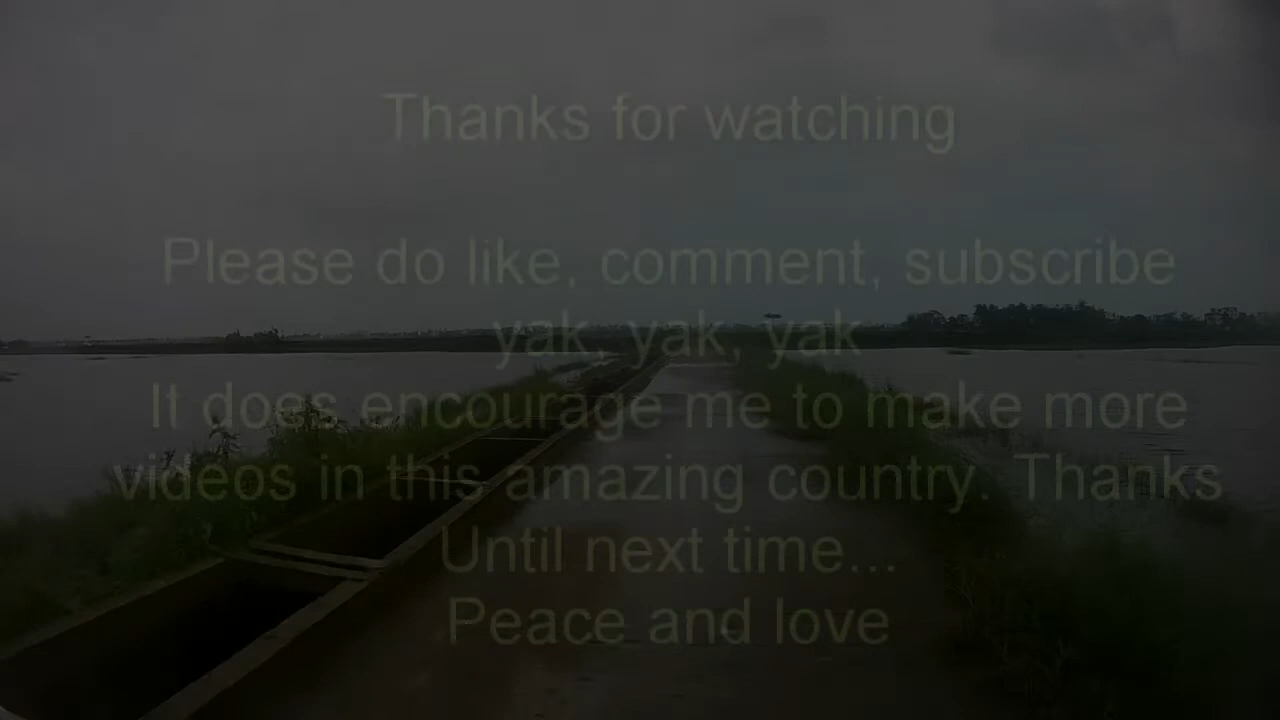 Thanks for watching
Please do like, comment, subscribe
yak, yak, yak
It does encourage me to make more
videos in this amazing country. Thanks
Until next time...
Peace and love